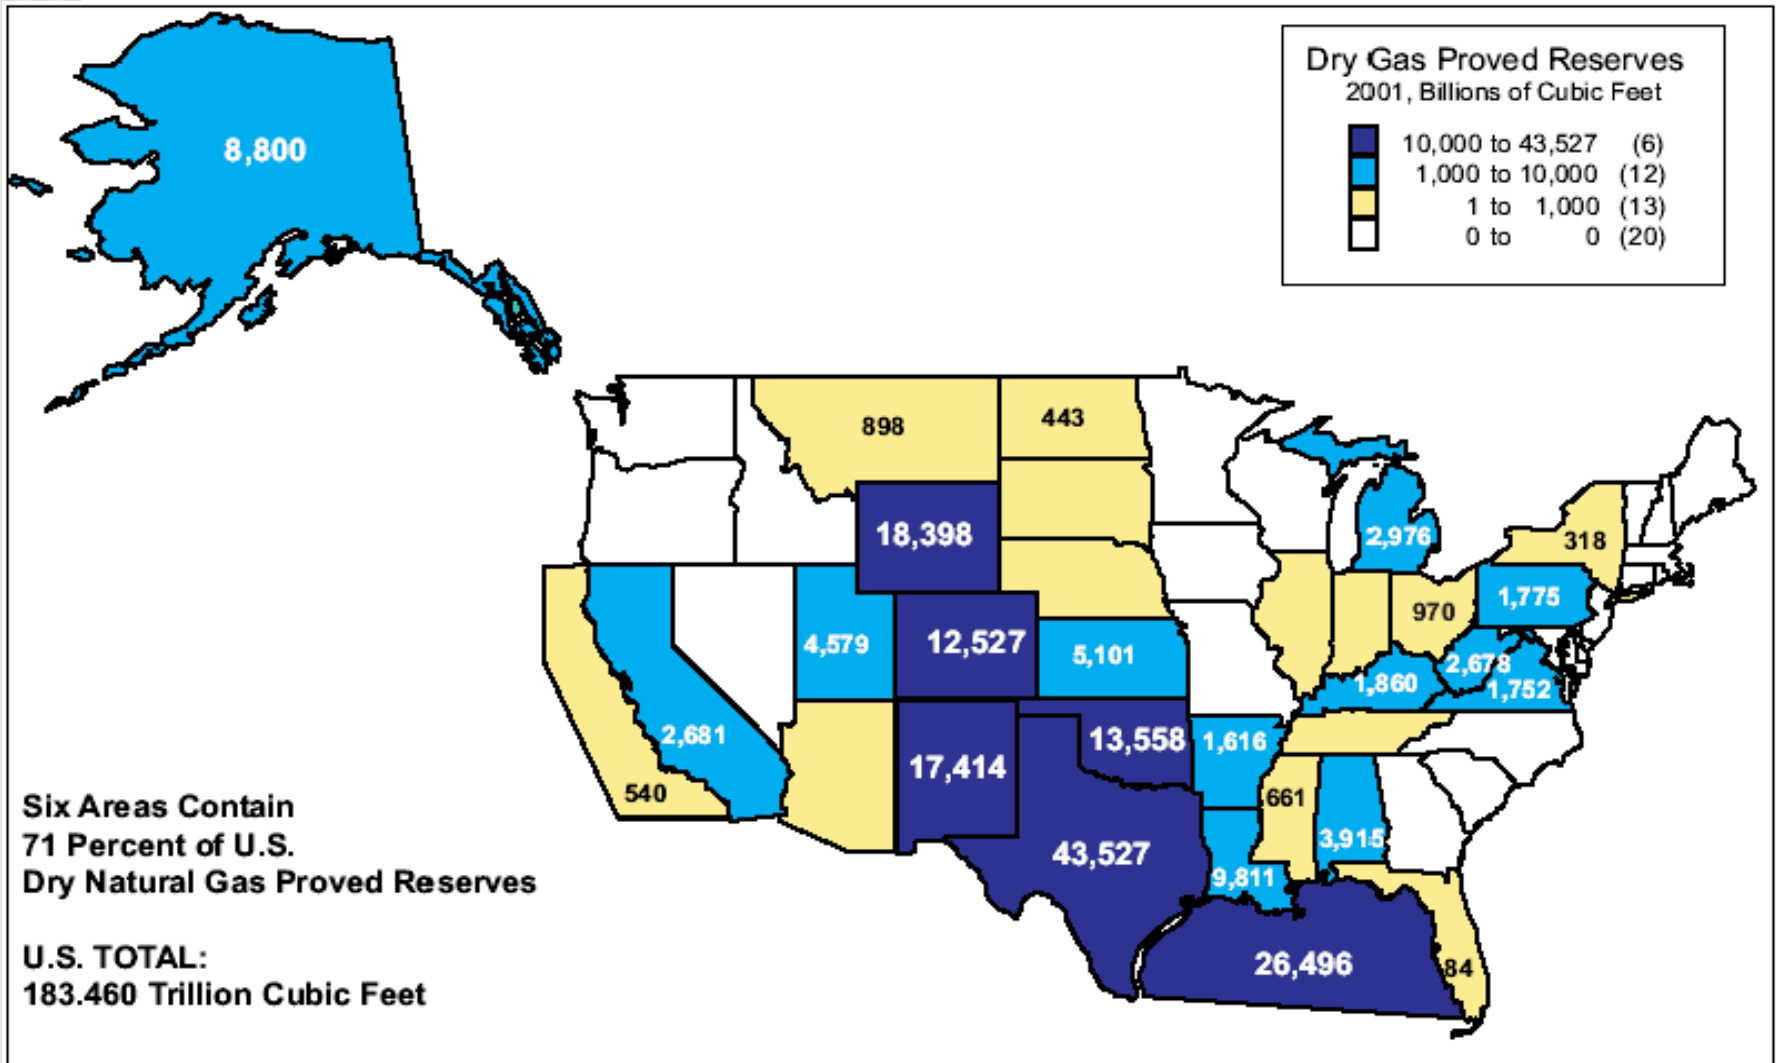 Dry Gas Proved Reserves
2001, Billions of Cubic Feet
10,000 to 43,527 (6)
1,000 to 10,000 (12)
1 to 1,000 (13)
0 to 0 (20)
8,800
898
443
18,398
2,976
318
970
1,775
4,579
12,527
5,101
2,678
1,860
1,752
2,681
13,558
1,616
17,414
540
661
3,915
43,527
9,811
26,496
84
Six Areas Contain
71 Percent of U.S.
Dry Natural Gas Proved Reserves
U.S. TOTAL:
183.460 Trillion Cubic Feet